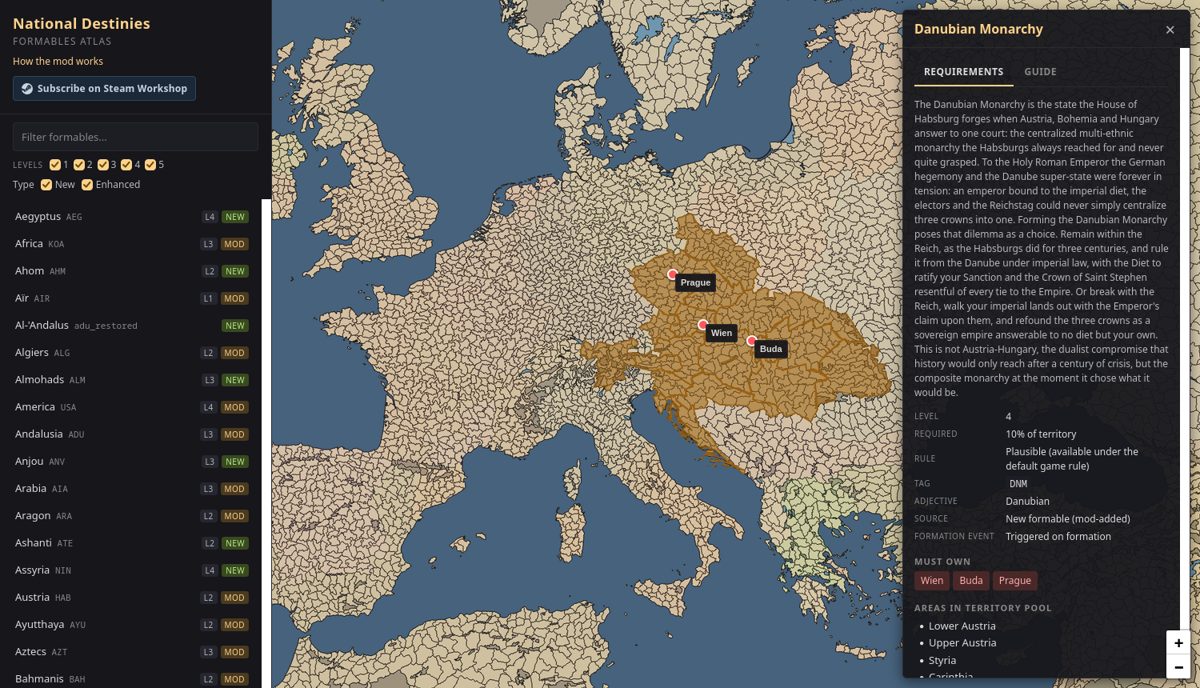 National Destinies
FORMABLES ATLAS
How the mod works
Subscribe on Steam Workshop
Filter formables...
LEVELS 1 2 3 4 5
Type New Enhanced
Aegyptus AEG L4 NEW
Africa KOA L3 MOD
Ahom AHM L2 NEW
Aïr AIR L1 MOD
Al-'Andalus adu_restored NEW
Algiers ALG L2 MOD
Almohads ALM L3 NEW
America USA L4 MOD
Andalusia ADU L3 MOD
Anjou ANV L3 NEW
Arabia AIA L3 MOD
Aragon ARA L2 MOD
Ashanti ATE L2 NEW
Assyria NIN L4 NEW
Austria HAB L2 MOD
Ayutthaya AYU L2 MOD
Aztecs AZT L3 MOD
Bahmanis BAH L2 MOD
Prague
Wien
Buda
Danubian Monarchy
×
REQUIREMENTS GUIDE
The Danubian Monarchy is the state the House of
Habsburg forges when Austria, Bohemia and Hungary
answer to one court: the centralized multi-ethnic
monarchy the Habsburgs always reached for and never
quite grasped. To the Holy Roman Emperor the German
hegemony and the Danube super-state were forever in
tension: an emperor bound to the imperial diet, the
electors and the Reichstag could never simply centralize
three crowns into one. Forming the Danubian Monarchy
poses that dilemma as a choice. Remain within the
Reich, as the Habsburgs did for three centuries, and rule
it from the Danube under imperial law, with the Diet to
ratify your Sanction and the Crown of Saint Stephen
resentful of every tie to the Empire. Or break with the
Reich, walk your imperial lands out with the Emperor's
claim upon them, and refound the three crowns as a
sovereign empire answerable to no diet but your own.
This is not Austria-Hungary, the dualist compromise that
history would only reach after a century of crisis, but the
composite monarchy at the moment it chose what it
would be.
LEVEL 4
REQUIRED 10% of territory
RULE Plausible (available under the
default game rule)
TAG DNM
ADJECTIVE Danubian
SOURCE New formable (mod-added)
FORMATION EVENT Triggered on formation
MUST OWN
Wien Buda Prague
AREAS IN TERRITORY POOL
• Lower Austria
• Upper Austria
• Styria
• Carinthia
+
−